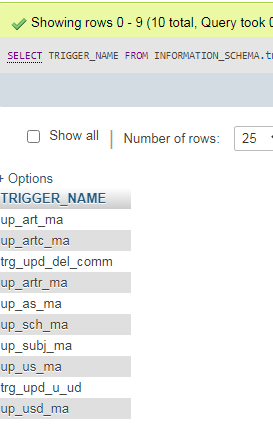 Showing rows 0 - 9 (10 total, Query took
SELECT TRIGGER_NAME FROM INFORMATION_SCHEMA.
Show all | Number of rows: 25
+ Options
TRIGGER_NAME
up_art_ma
up_artc_ma
trg_upd_del_comm
up_artr_ma
up_as_ma
up_sch_ma
up_subj_ma
up_us_ma
trg_upd_u_ud
up_usd_ma